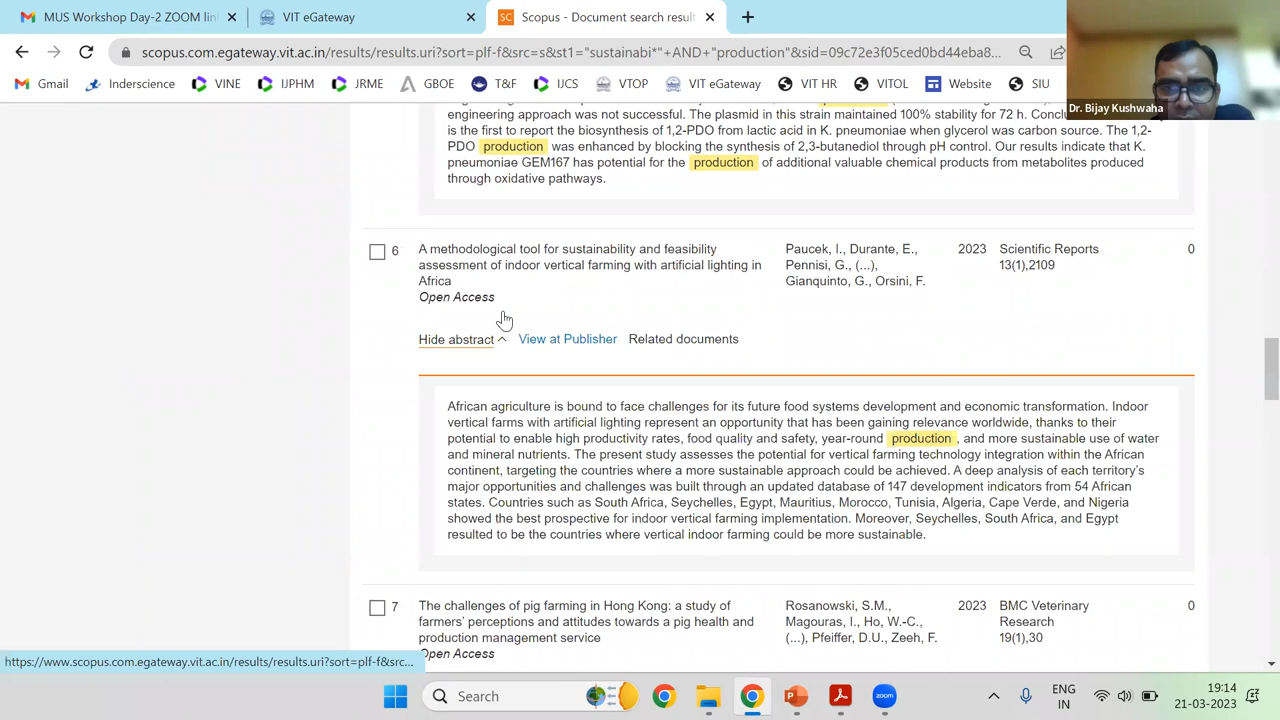 MUS Workshop Day-2 ZOOM lin
VIT eGateway
SC
Scopus - Document search result
scopus.com.egateway.vit.ac.in/results/results.uri?sort=plf-f&src=s&st1="sustainabi*"+AND+"production"&sid=09c72e3f05ced0bd44eba8...
Gmail
Inderscience
VINE
IJPHM
JRME
GBOE
T&F
IJCS
VTOP
VIT eGateway
VIT HR
VITOL
Website
SIU
Dr. Bijay Kushwaha
engineering approach was not successful. The plasmid in this strain maintained 100% stability for 72 h.
is the first to report the biosynthesis of 1,2-PDO from lactic acid in K. pneumoniae when glycerol was carbon source. The 1,2-
PDO production was enhanced by blocking the synthesis of 2,3-butanediol through pH control. Our results indicate that K.
pneumoniae GEM167 has potential for the production of additional valuable chemical products from metabolites produced
through oxidative pathways.
6
A methodological tool for sustainability and feasibility
assessment of indoor vertical farming with artificial lighting in
Africa
Open Access
Paucek, I., Durante, E.,
Pennisi, G., (...),
Gianquinto, G., Orsini, F.
2023
Scientific Reports
13(1),2109
0
Hide abstract
View at Publisher
Related documents
African agriculture is bound to face challenges for its future food systems development and economic transformation. Indoor
vertical farms with artificial lighting represent an opportunity that has been gaining relevance worldwide, thanks to their
potential to enable high productivity rates, food quality and safety, year-round production , and more sustainable use of water
and mineral nutrients. The present study assesses the potential for vertical farming technology integration within the African
continent, targeting the countries where a more sustainable approach could be achieved. A deep analysis of each territory's
major opportunities and challenges was built through an updated database of 147 development indicators from 54 African
states. Countries such as South Africa, Seychelles, Egypt, Mauritius, Morocco, Tunisia, Algeria, Cape Verde, and Nigeria
showed the best prospective for indoor vertical farming implementation. Moreover, Seychelles, South Africa, and Egypt
resulted to be the countries where vertical indoor farming could be more sustainable.
7
The challenges of pig farming in Hong Kong: a study of
farmers' perceptions and attitudes towards a pig health and
production management service
Open Access
Rosanowski, S.M.,
Magouras, I., Ho, W.-C.,
(...), Pfeiffer, D.U., Zeeh, F.
2023
BMC Veterinary
Research
19(1),30
0
https://www.scopus.com.egateway.vit.ac.in/results/results.uri?sort=plf-f&src...
Search
zoom
ENG
IN
19:14
21-03-2023